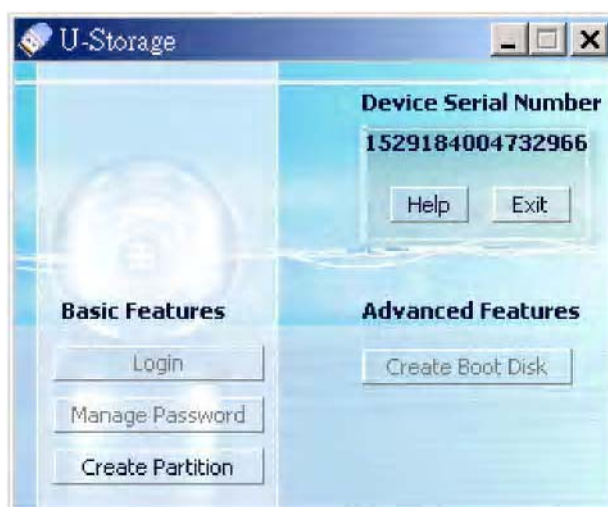 U-Storage
Device Serial Number
1529184004732966
Help Exit
Basic Features
Advanced Features
Login
Create Boot Disk
Manage Password
Create Partition